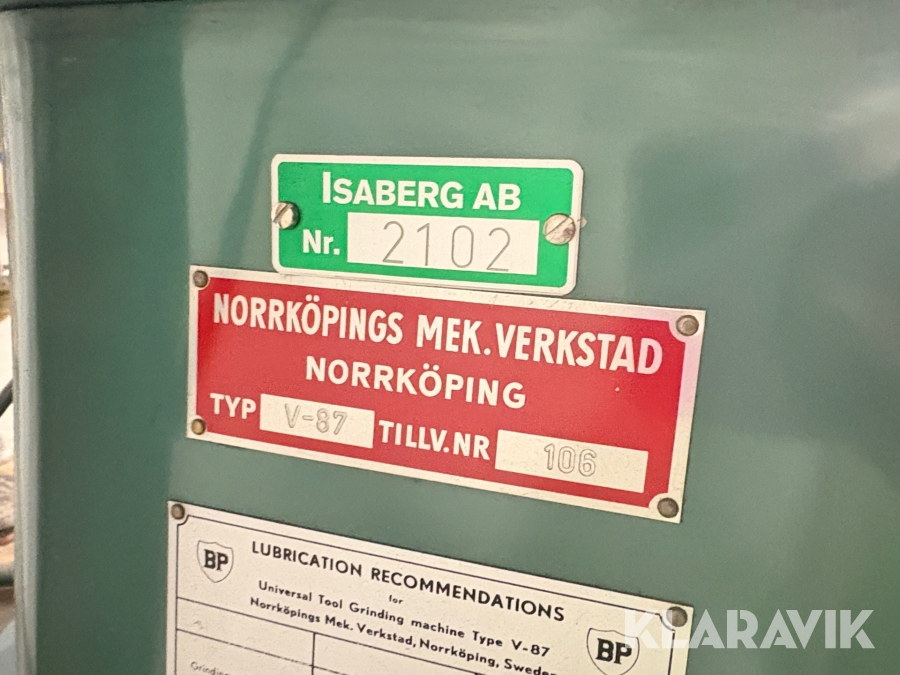 ISABERG AB
Nr. 2102
NORRKÖPINGS MEK. VERKSTAD
NORRKÖPING
TYP V-87 TILLV. NR 106
BP LUBRICATION RECOMMENDATIONS
for
Universal Tool Grinding machine Type V-87
Norrköpings Mek. Verkstad, Norrköping, Sweden
BP
Grinding
KLARAVIK